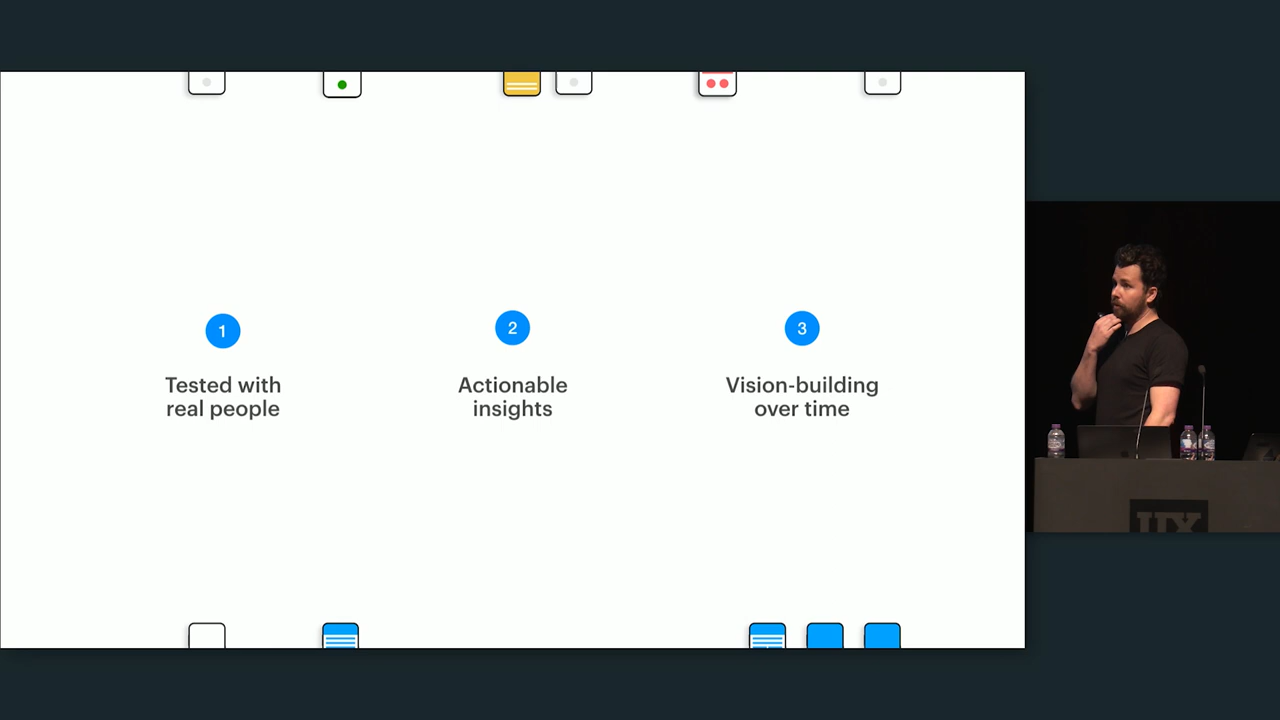 1
Tested with
real people
2
Actionable
insights
3
Vision-building
over time
UX